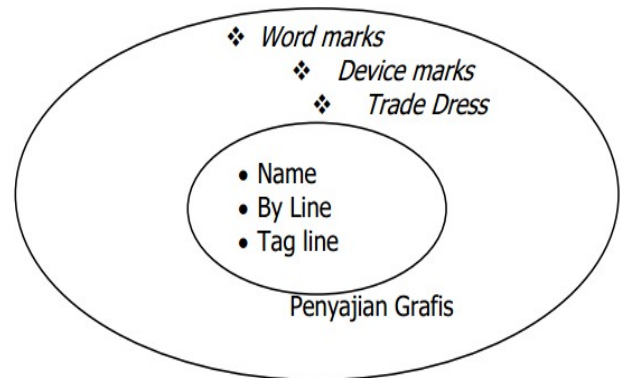 ❖ Word marks
❖ Device marks
❖ Trade Dress
• Name
• By Line
• Tag line
Penyajian Grafis